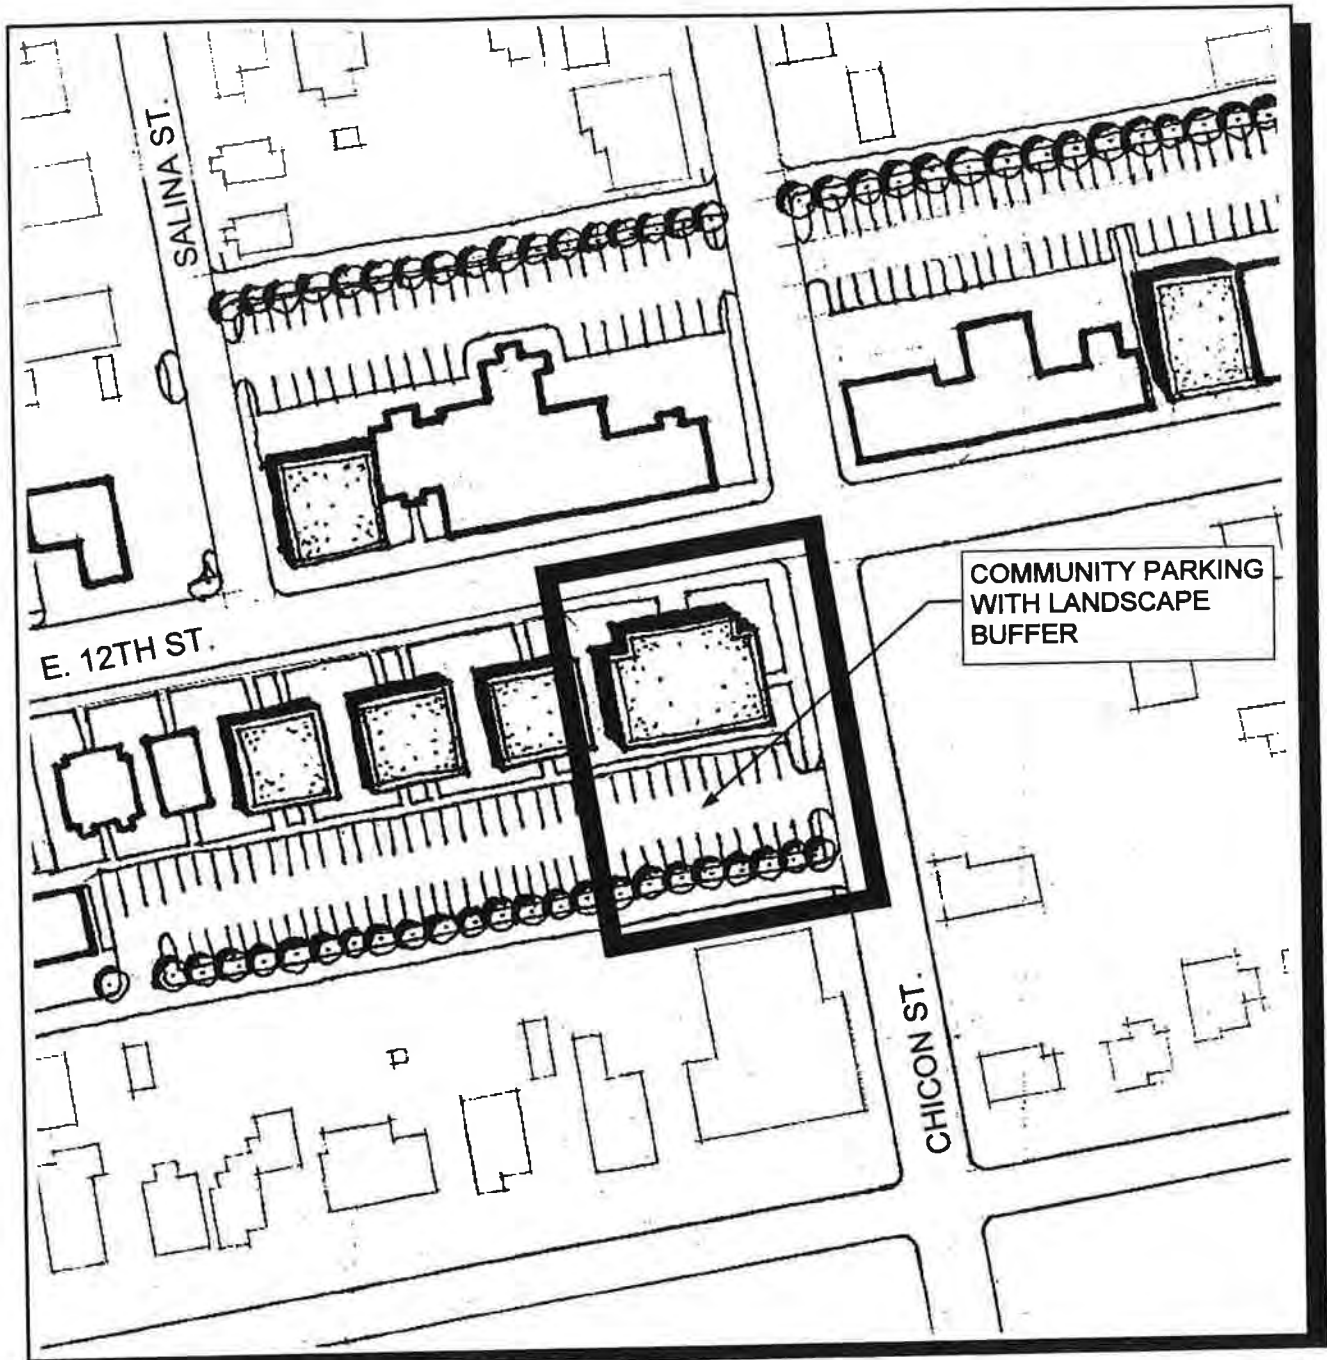 SALINA ST.
E. 12TH ST.
COMMUNITY PARKING
WITH LANDSCAPE
BUFFER
CHICON ST.